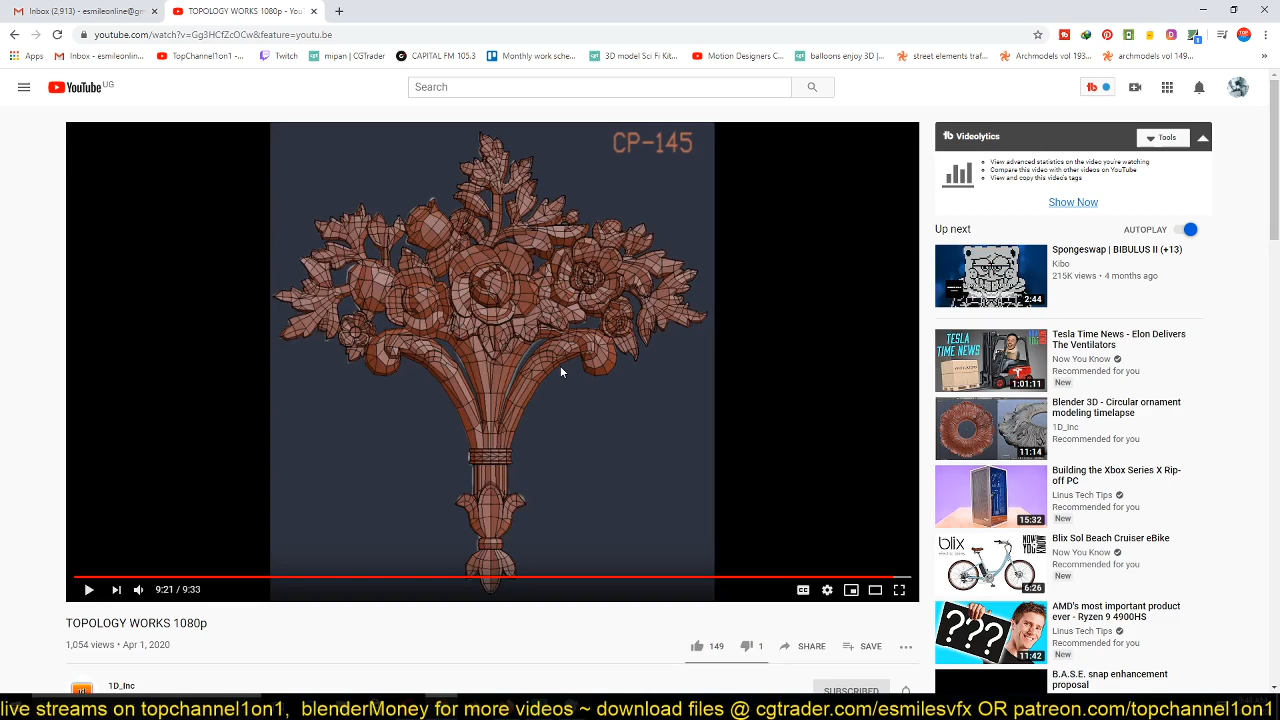 Inbox (2,913) - esmileonline@gm
TOPOLOGY WORKS 1080p - You
youtube.com/watch?v=Gg3HCfZcOCw&feature=youtu.be
Apps
Inbox - esmileonlin...
TopChannel1on1 -...
Twitch
mipan | CGTrader
CAPITAL FM 103.5
Monthly work sche...
3D model Sci Fi Kit...
Motion Designers C...
balloons enjoy 3D |...
street elements traf...
Archmodels vol 193...
archmodels vol 149...
YouTube UG
Search
CP-145
9:21 / 9:33
TOPOLOGY WORKS 1080p
1,054 views • Apr 1, 2020
149
1
SHARE
SAVE
1D_Inc
SUBSCRIBED
Videolytics
Tools
View advanced statistics on the video you're watching
Compare this video with other videos on YouTube
View and copy this video's tags
Show Now
Up next
AUTOPLAY
Spongeswap | BIBULUS II (+13)
Kibo
215K views • 4 months ago
2:44
TESLA
TIME NEWS
Tesla Time News - Elon Delivers
The Ventilators
Now You Know
Recommended for you
New
1:01:11
Blender 3D - Circular ornament
modeling timelapse
1D_Inc
Recommended for you
11:14
Building the Xbox Series X Rip-
off PC
Linus Tech Tips
Recommended for you
New
15:32
blix
Blix Sol Beach Cruiser eBike
Now You Know
Recommended for you
New
6:26
???
AMD's most important product
ever - Ryzen 9 4900HS
Linus Tech Tips
Recommended for you
New
11:42
B.A.S.E. snap enhancement
proposal
live streams on topchannel1on1, blenderMoney for more videos ~ download files @ cgtrader.com/esmilesvfx OR patreon.com/topchannel1on1